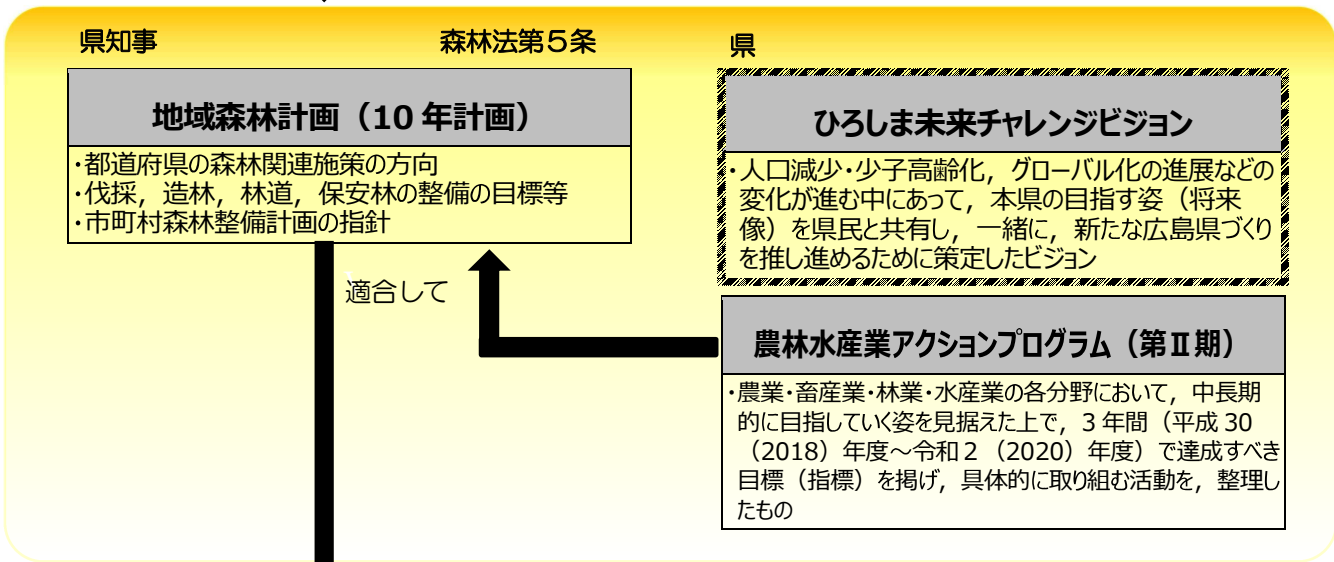 県知事 森林法第5条
地域森林計画（10 年計画）
・都道府県の森林関連施策の方向
・伐採，造林，林道，保安林の整備の目標等
・市町村森林整備計画の指針
適合して
県
ひろしま未来チャレンジビジョン
・人口減少・少子高齢化，グローバル化の進展などの
変化が進む中にあって，本県の目指す姿（将来
像）を県民と共有し，一緒に，新たな広島県づくり
を推し進めるために策定したビジョン
農林水産業アクションプログラム（第Ⅱ期）
・農業・畜産業・林業・水産業の各分野において，中長期
的に目指していく姿を見据えた上で，3 年間（平成 30
（2018）年度～令和２（2020）年度）で達成すべき
目標（指標）を掲げ，具体的に取り組む活動を，整理し
たもの